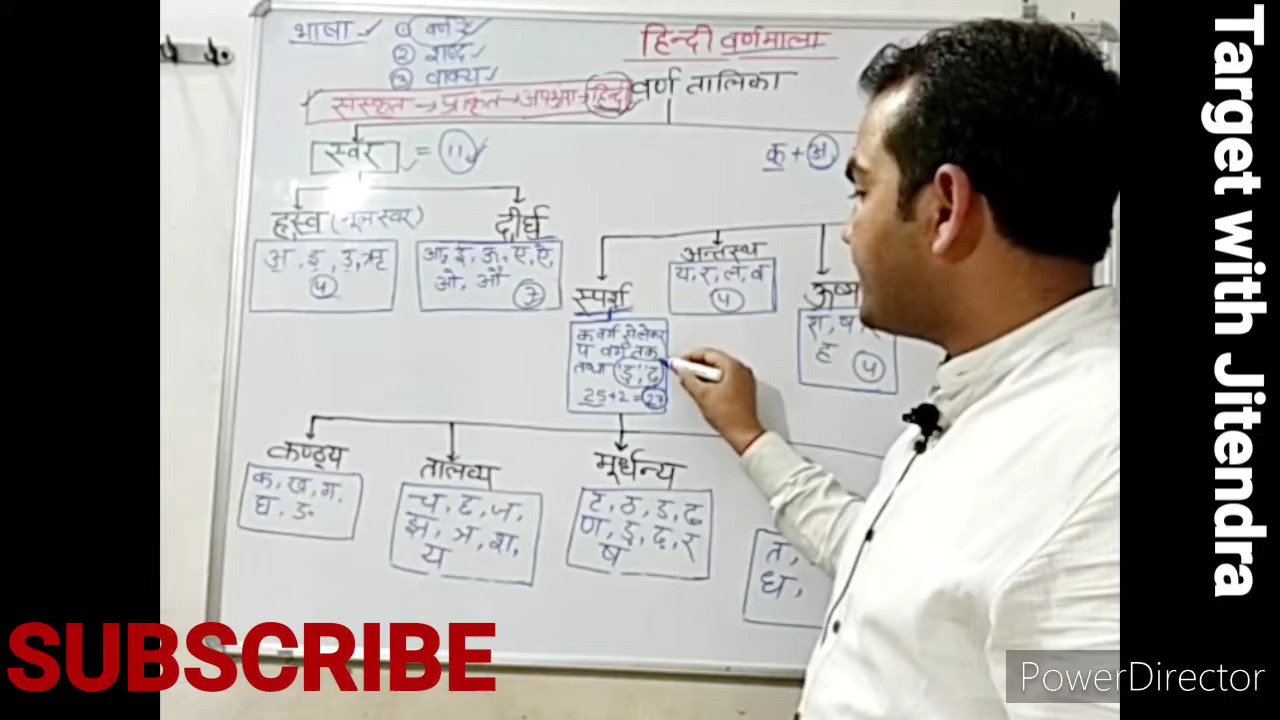 भाषा
① वर्ण
② शब्द
③ वाक्य
हिन्दी वर्णमाला
संस्कृत → प्राकृत → अपभ्रंश → हिन्दी
वर्ण तालिका
स्वर = 11
क् + अ
ह्रस्व (मूल स्वर)
अ, इ, उ, ऋ
4
दीर्घ
आ, ई, ऊ, ए, ऐ,
ओ, औ
7
स्पर्श
क वर्ग से लेकर
प वर्ग तक
तथा 'ड़', 'ढ़
25+2=27
अन्तस्थ
य, र, ल, व
4
ऊष्म
श, ष,
ह
4
कण्ठ्य
क, ख, ग,
घ, ङ
तालव्य
च, छ, ज,
झ, ञ, श,
य
मूर्धन्य
ट, ठ, ड, ढ
ण, ड़, ढ़, र
ष
त,
ध,
SUBSCRIBE
Target with Jitendra
PowerDirector